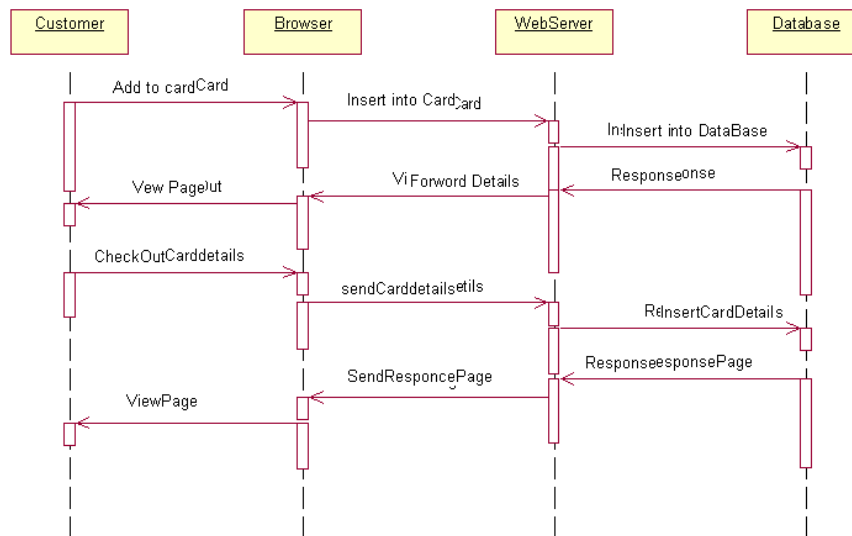 Customer
Browser
WebServer
Database
Add to cardCard
Insert into Card
Insert into DataBase
Response
Forword Details
Vew Page
CheckOutCarddetails
sendCarddetails
InsertCardDetails
Response
SendResponcePage
ViewPage